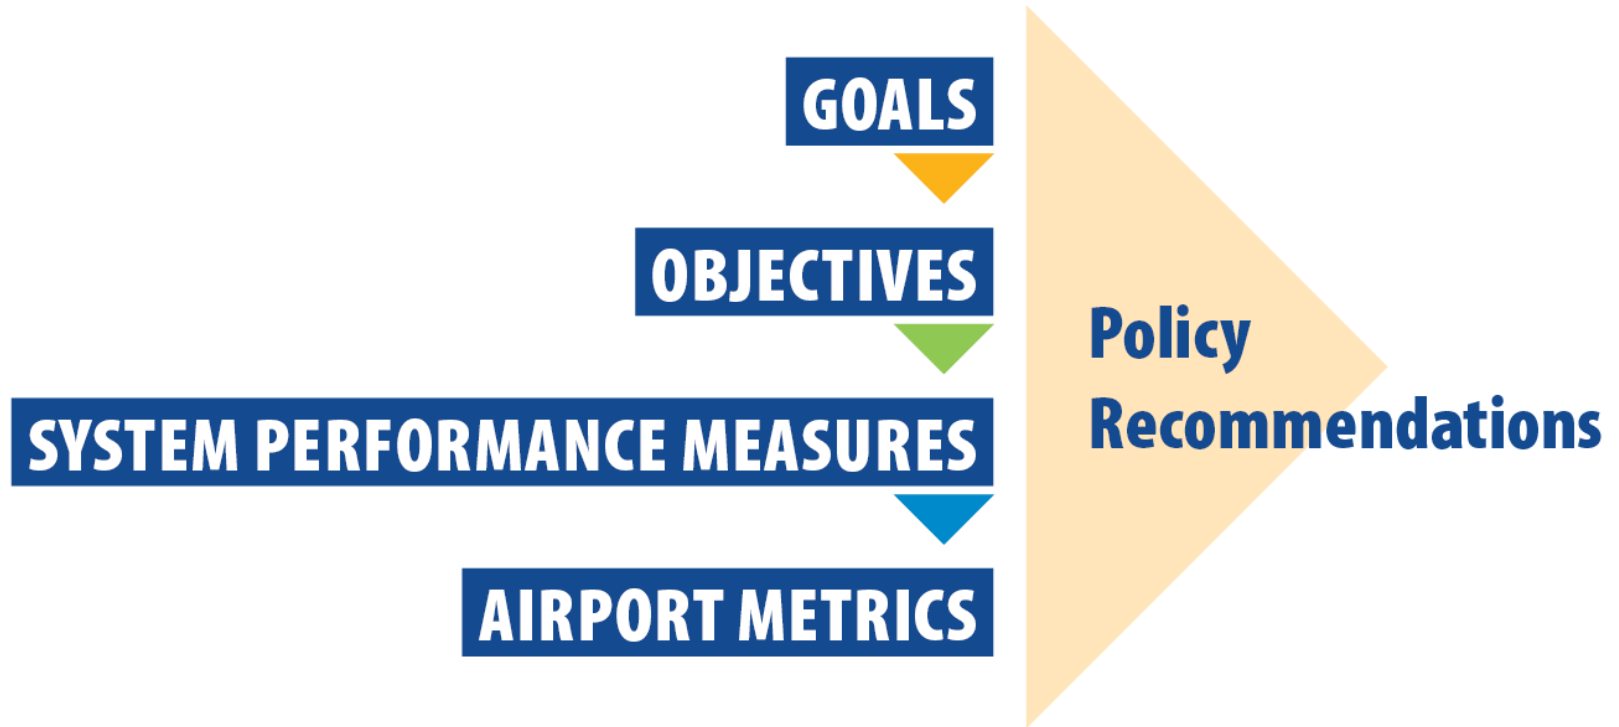 GOALS
OBJECTIVES
SYSTEM PERFORMANCE MEASURES
AIRPORT METRICS
Policy
Recommendations